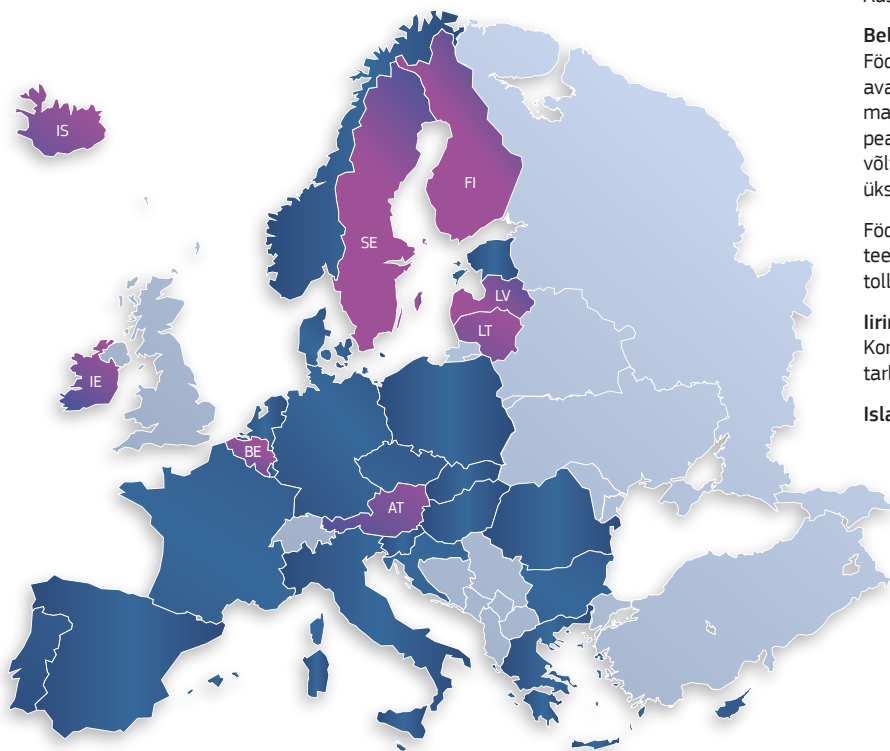 IS
FI
SE
LV
LT
IE
BE
AT
Bel
Föd
ava
ma
pea
võl
üks
Föd
tee
toll
Iirin
Kor
tarl
Isla